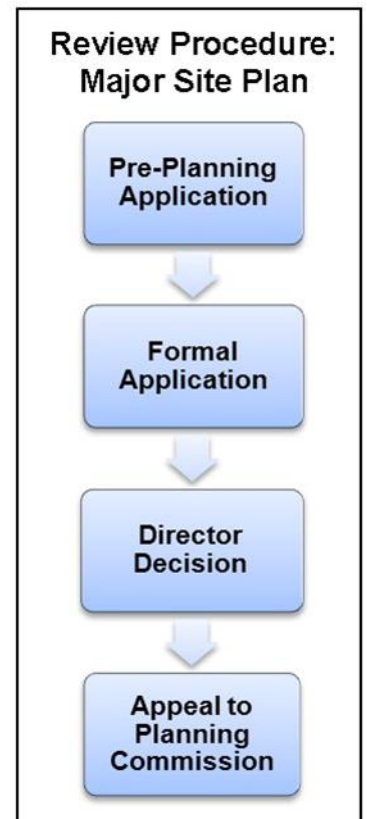 Review Procedure:
Major Site Plan
Pre-Planning
Application
Formal
Application
Director
Decision
Appeal to
Planning
Commission